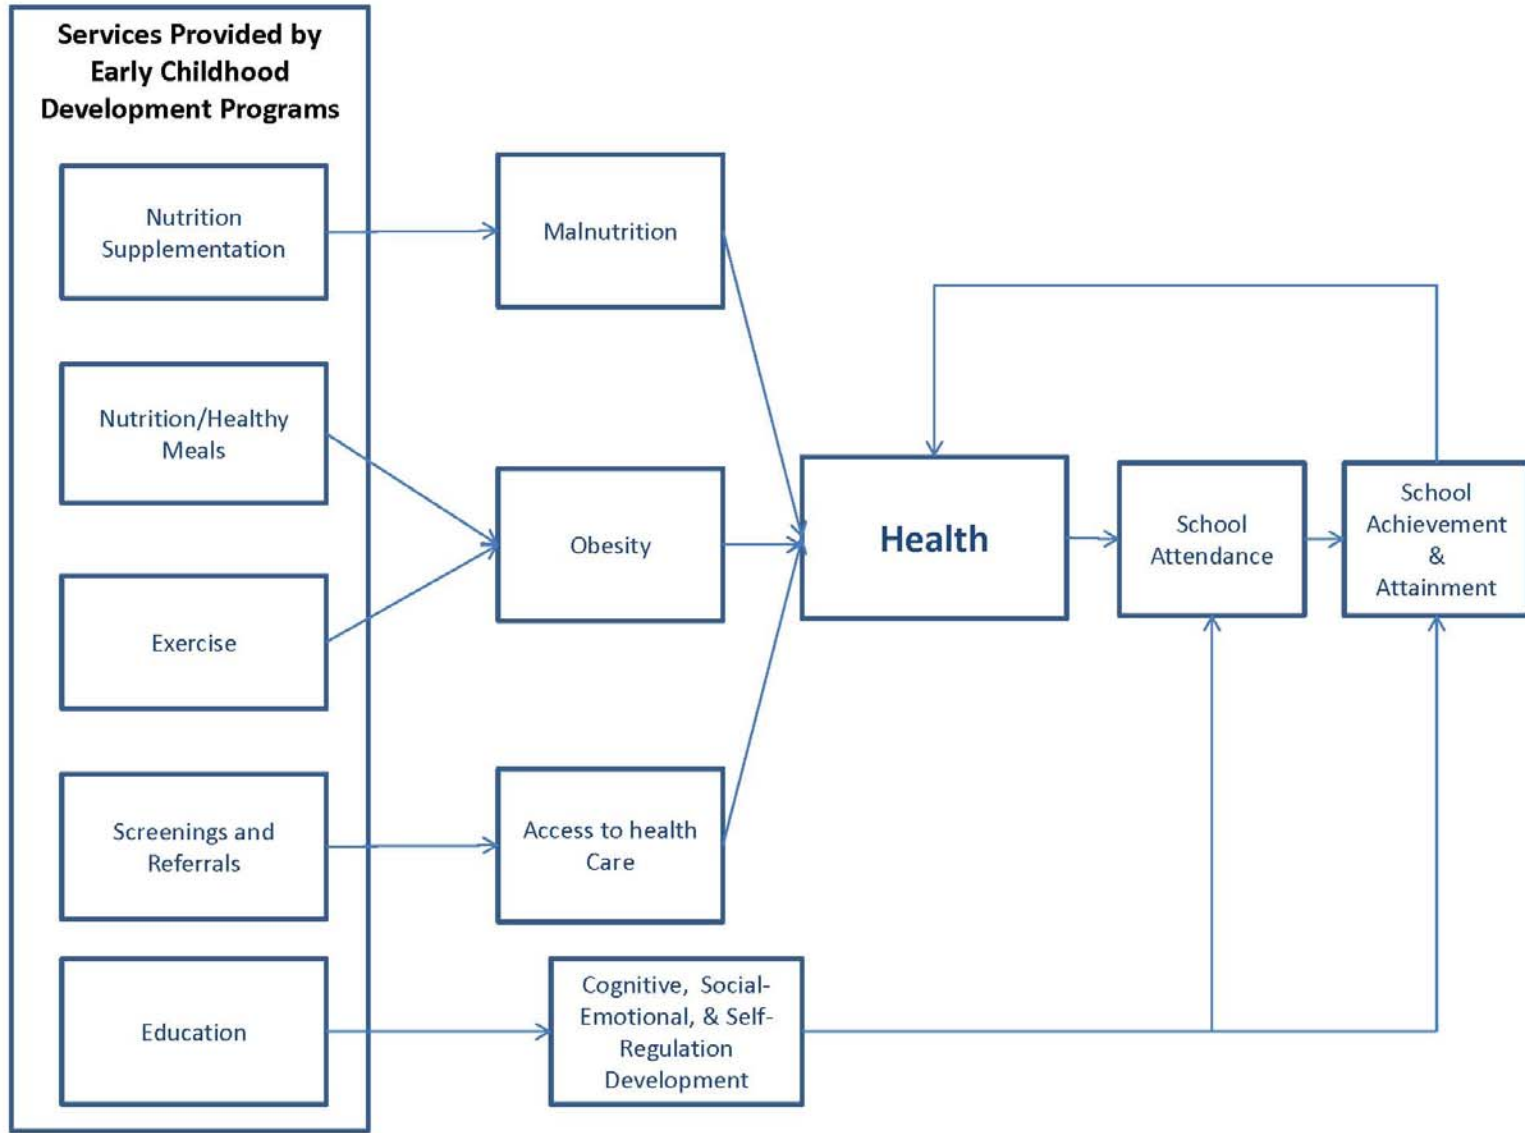 Services Provided by
Early Childhood
Development Programs
Nutrition
Supplementation
Malnutrition
Nutrition/Healthy
Meals
Obesity
Exercise
Health
School
Attendance
School
Achievement
&
Attainment
Screenings and
Referrals
Access to health
Care
Education
Cognitive, Social-
Emotional, & Self-
Regulation
Development